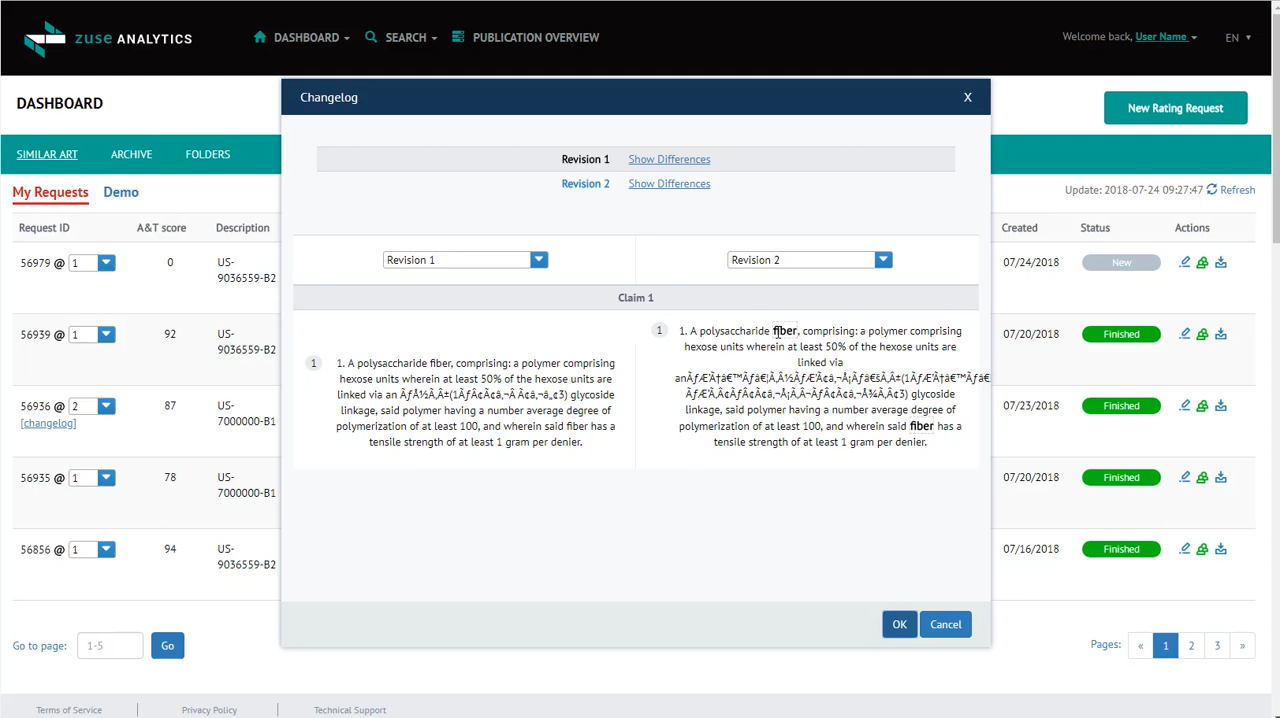 zuse ANALYTICS
DASHBOARD
SEARCH
PUBLICATION OVERVIEW
Welcome back, User Name
EN
DASHBOARD
New Rating Request
SIMILAR ART
ARCHIVE
FOLDERS
My Requests
Demo
Update: 2018-07-24 09:27:47
Refresh
Request ID
A&T score
Description
Created
Status
Actions
56979 @ 1
0
US-
9036559-B2
07/24/2018
New
56939 @ 1
92
US-
9036559-B2
07/20/2018
Finished
56936 @ 2
[changelog]
87
US-
7000000-B1
07/23/2018
Finished
56935 @ 1
78
US-
7000000-B1
07/20/2018
Finished
56856 @ 1
94
US-
9036559-B2
07/16/2018
Finished
Changelog
X
Revision 1 Show Differences
Revision 2 Show Differences
Revision 1
Revision 2
Claim 1
1
1. A polysaccharide fiber, comprising: a polymer comprising
hexose units wherein at least 50% of the hexose units are
linked via an glycoside
linkage, said polymer having a number average degree of
polymerization of at least 100, and wherein said fiber has a
tensile strength of at least 1 gram per denier.
1
1. A polysaccharide fiber, comprising: a polymer comprising
hexose units wherein at least 50% of the hexose units are
linked via
glycoside
linkage, said polymer having a number average degree of
polymerization of at least 100, and wherein said fiber has a
tensile strength of at least 1 gram per denier.
OK
Cancel
Go to page:
1-5
Go
Pages:
« 1 2 3 »
Terms of Service
Privacy Policy
Technical Support